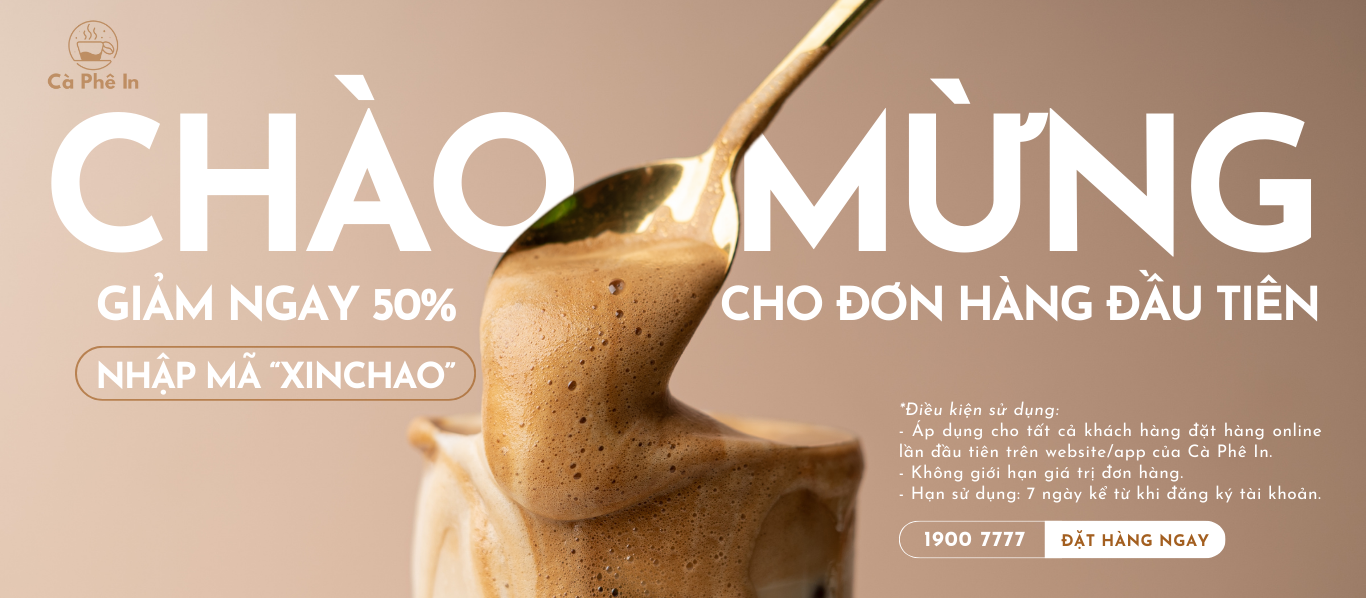 Cà Phê In
CHÀO MỪNG
GIẢM NGAY 50% CHO ĐƠN HÀNG ĐẦU TIÊN
NHẬP MÃ "XINCHAO"
*Điều kiện sử dụng:
- Áp dụng cho tất cả khách hàng đặt hàng online
lần đầu tiên trên website/app của Cà Phê In.
- Không giới hạn giá trị đơn hàng.
- Hạn sử dụng: 7 ngày kể từ khi đăng ký tài khoản.
1900 7777 ĐẶT HÀNG NGAY